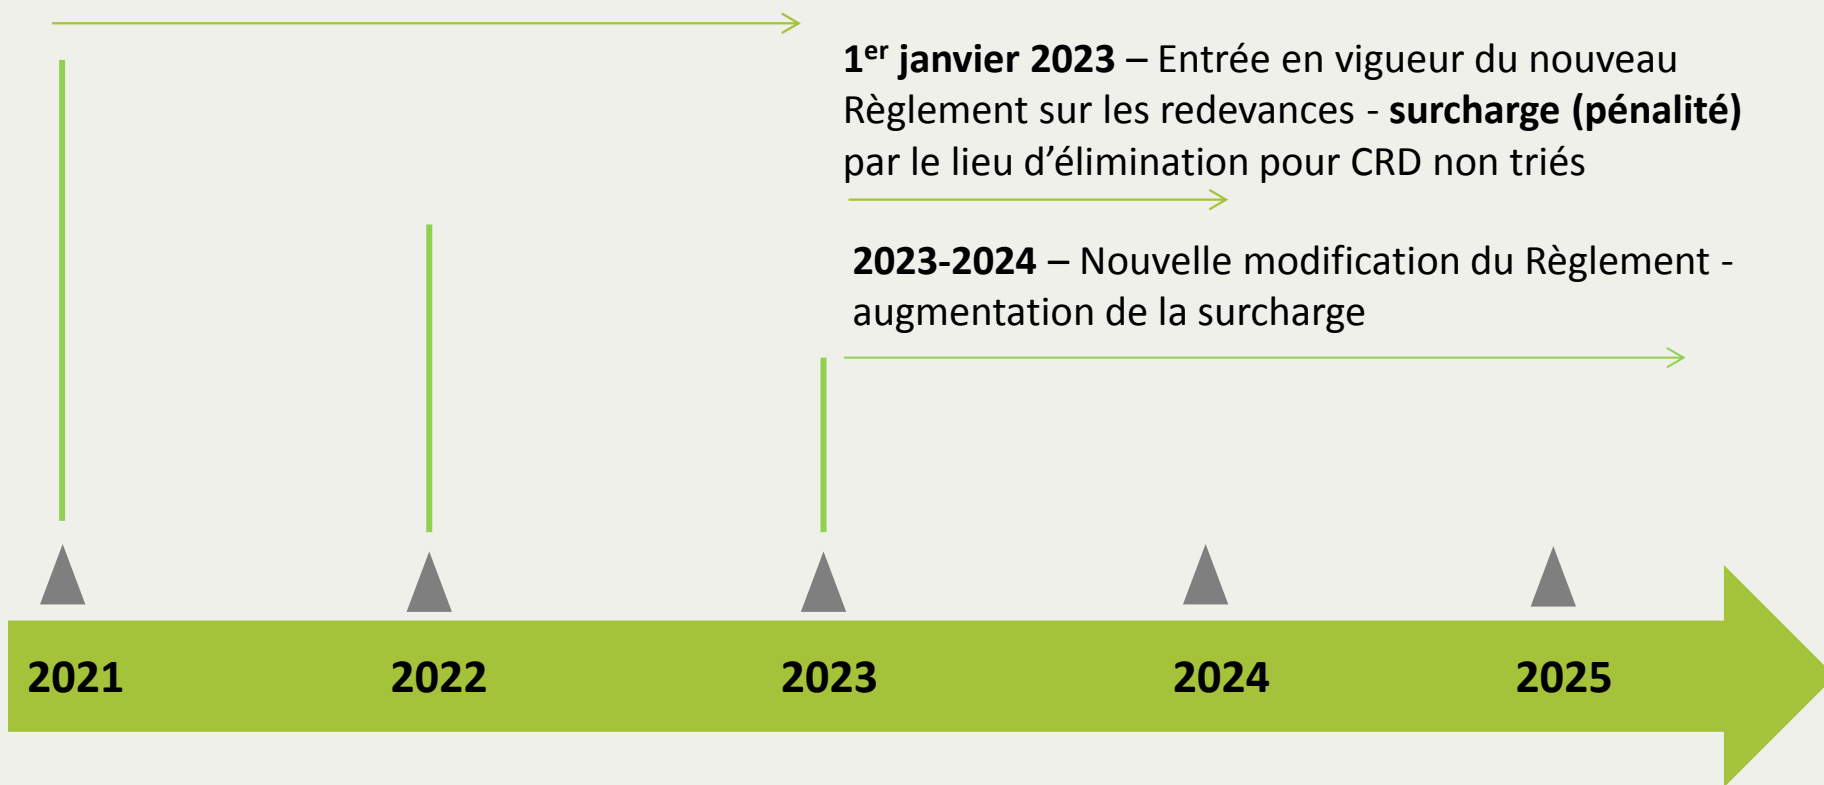 1er janvier 2023 – Entrée en vigueur du nouveau
Règlement sur les redevances - surcharge (pénalité)
par le lieu d’élimination pour CRD non triés
2023-2024 – Nouvelle modification du Règlement -
augmentation de la surcharge
2021 2022 2023 2024 2025